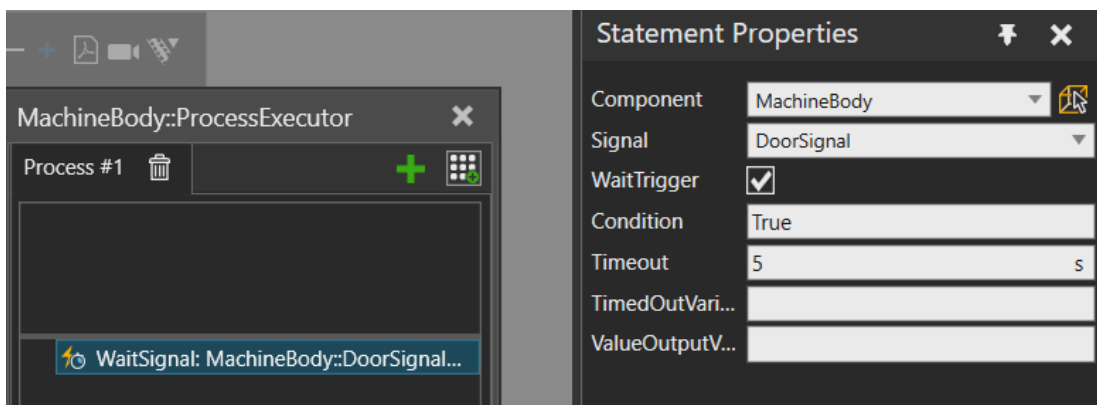 Statement Properties
MachineBody::ProcessExecutor
Process #1
WaitSignal: MachineBody::DoorSignal...
Component MachineBody
Signal DoorSignal
WaitTrigger
Condition True
Timeout 5 s
TimedOutVari...
ValueOutputV...